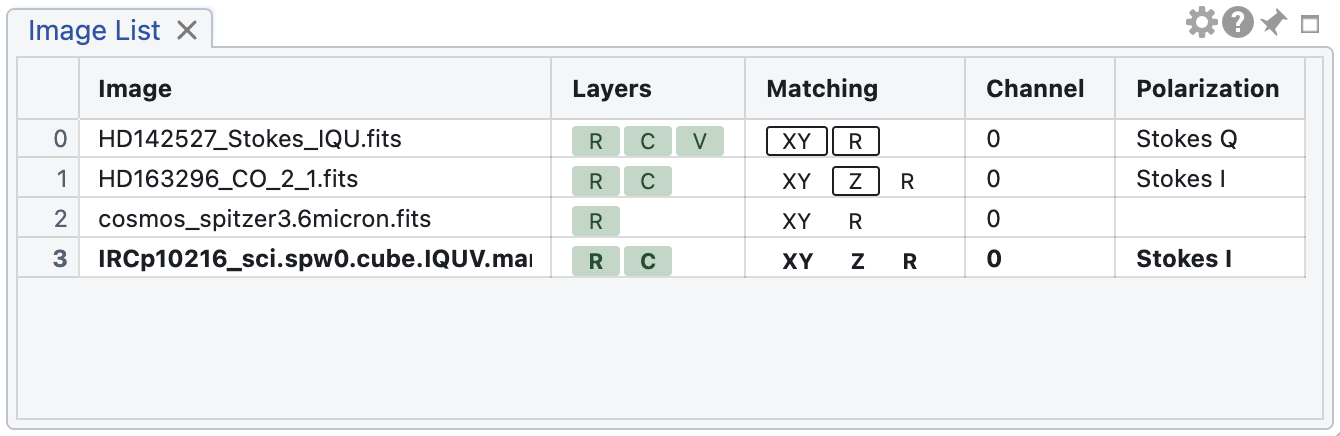 Image List
Image Layers Matching Channel Polarization
0 HD142527_Stokes_IQU.fits R C V XY R 0 Stokes Q
1 HD163296_CO_2_1.fits R C XY Z R 0 Stokes I
2 cosmos_spitzer3.6micron.fits R XY R 0
3 IRCp10216_sci.spw0.cube.IQUV.mai R C XY Z R 0 Stokes I